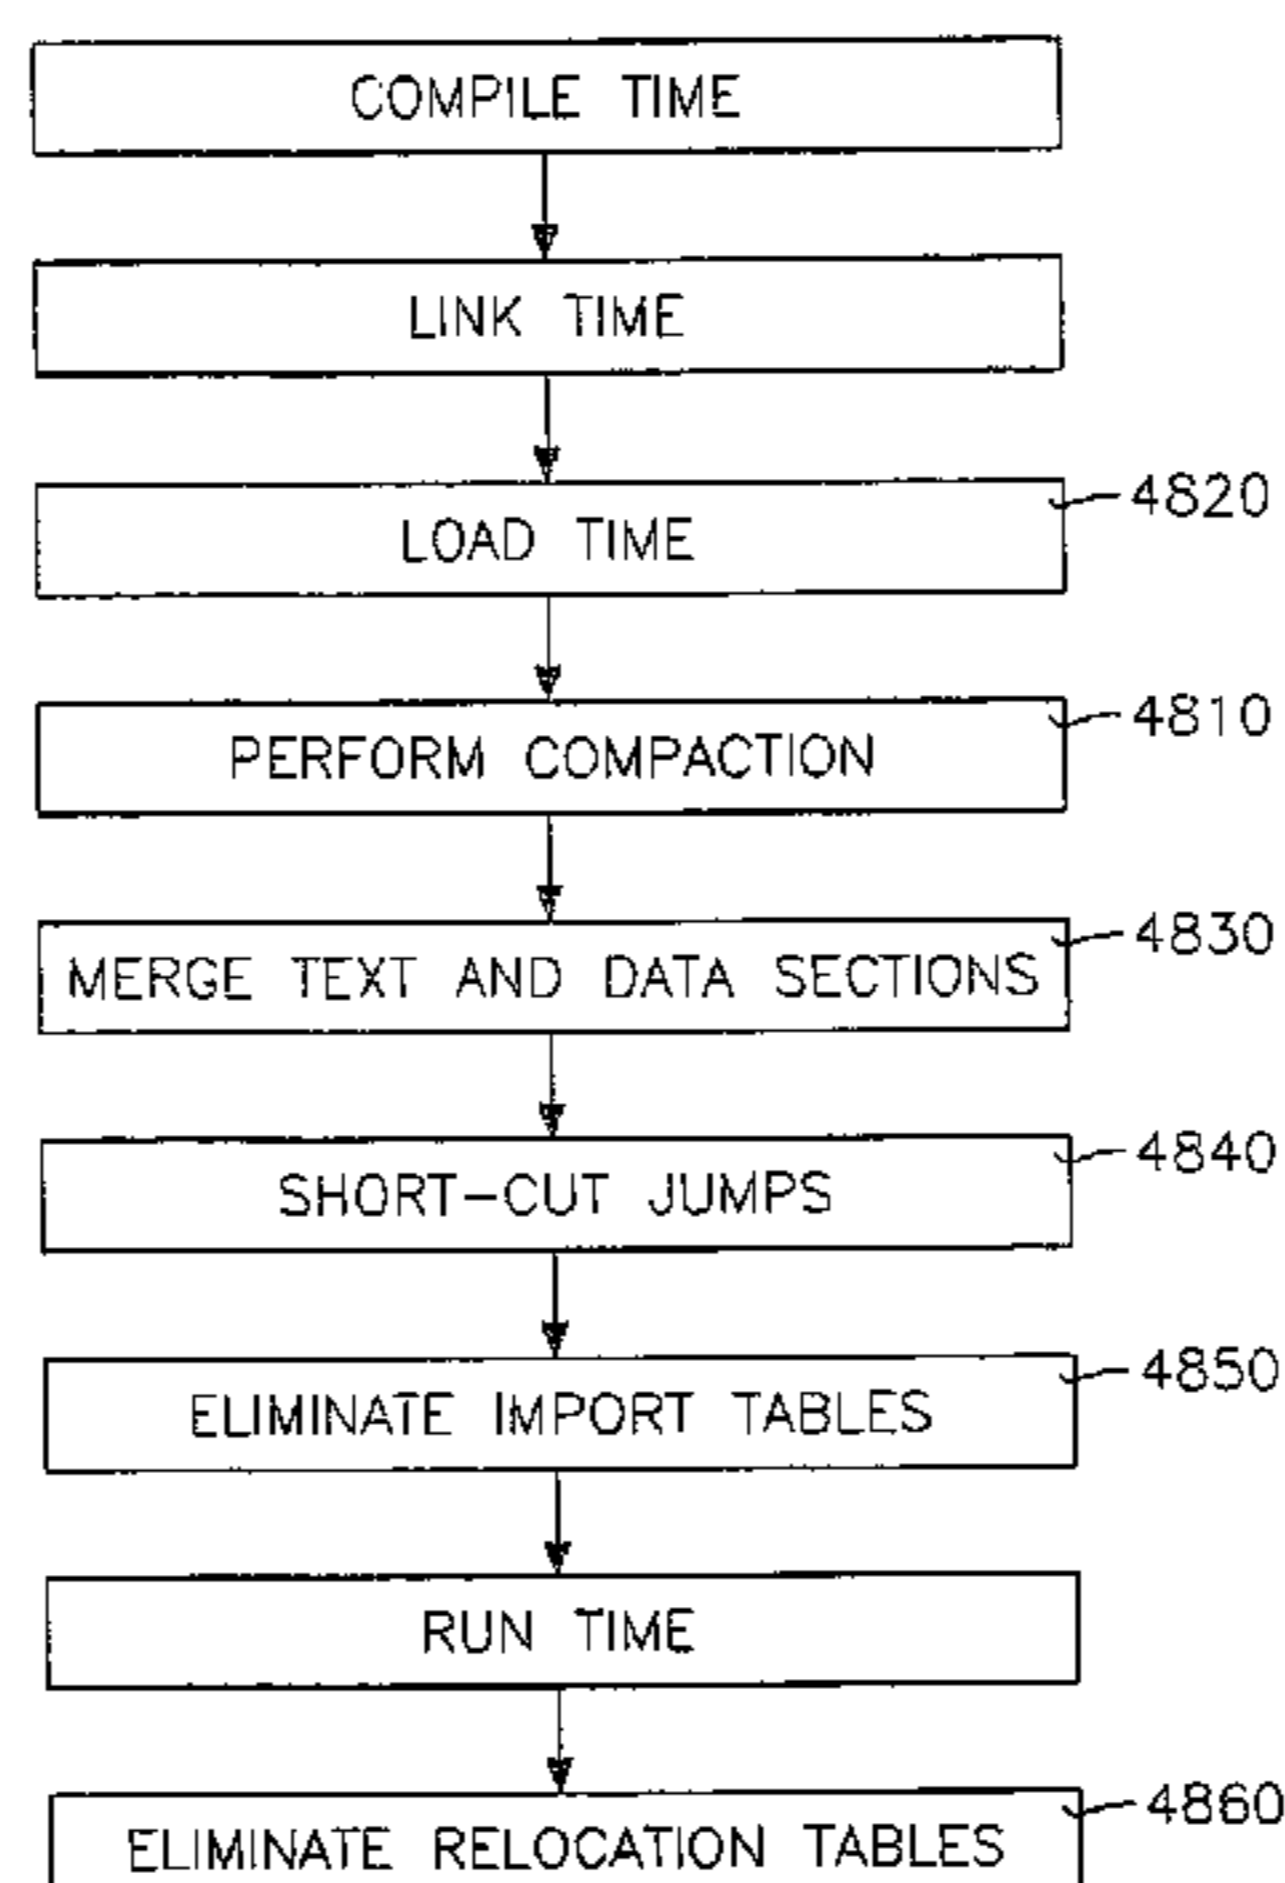 COMPILE TIME
LINK TIME
LOAD TIME
4820
PERFORM COMPACTION
4810
MERGE TEXT AND DATA SECTIONS
4830
SHORT-CUT JUMPS
4840
ELIMINATE IMPORT TABLES
4850
RUN TIME
ELIMINATE RELOCATION TABLES
4860